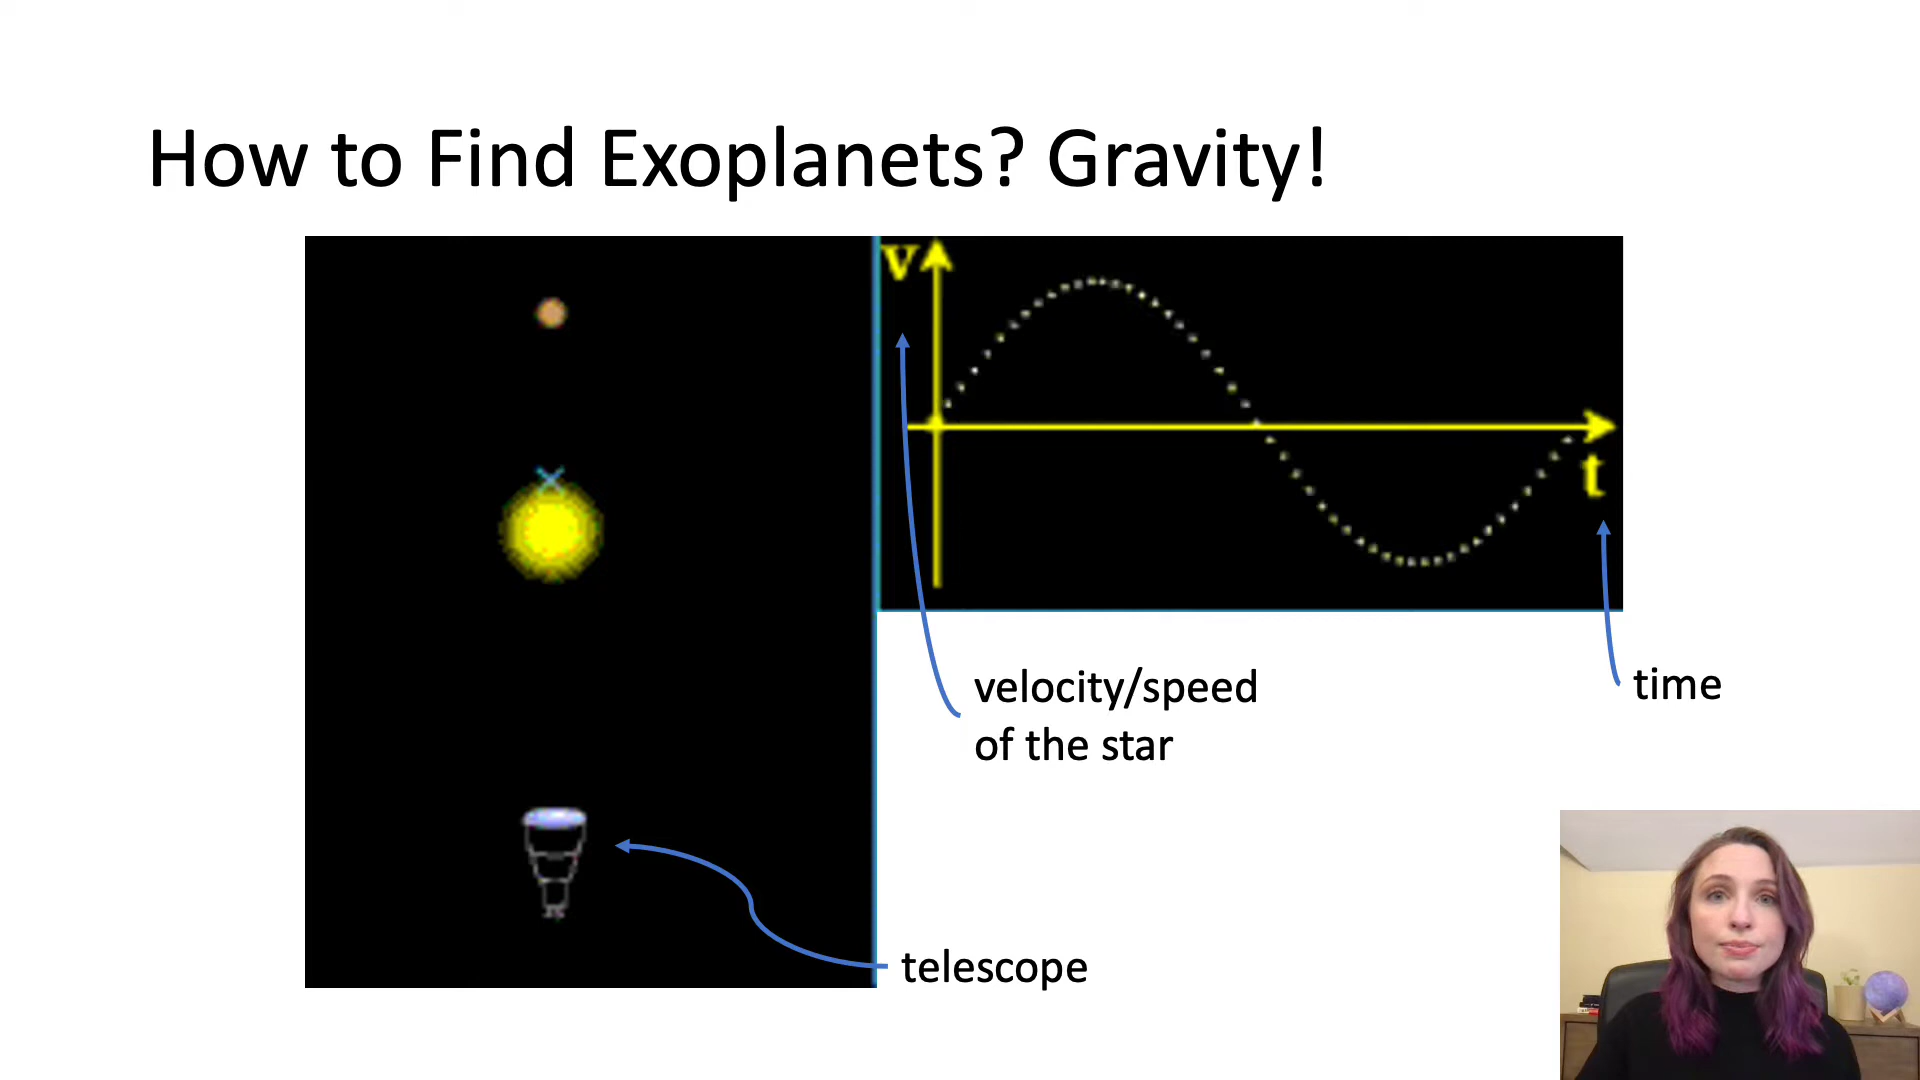 How to Find Exoplanets? Gravity!
v
t
velocity/speed
of the star
time
telescope